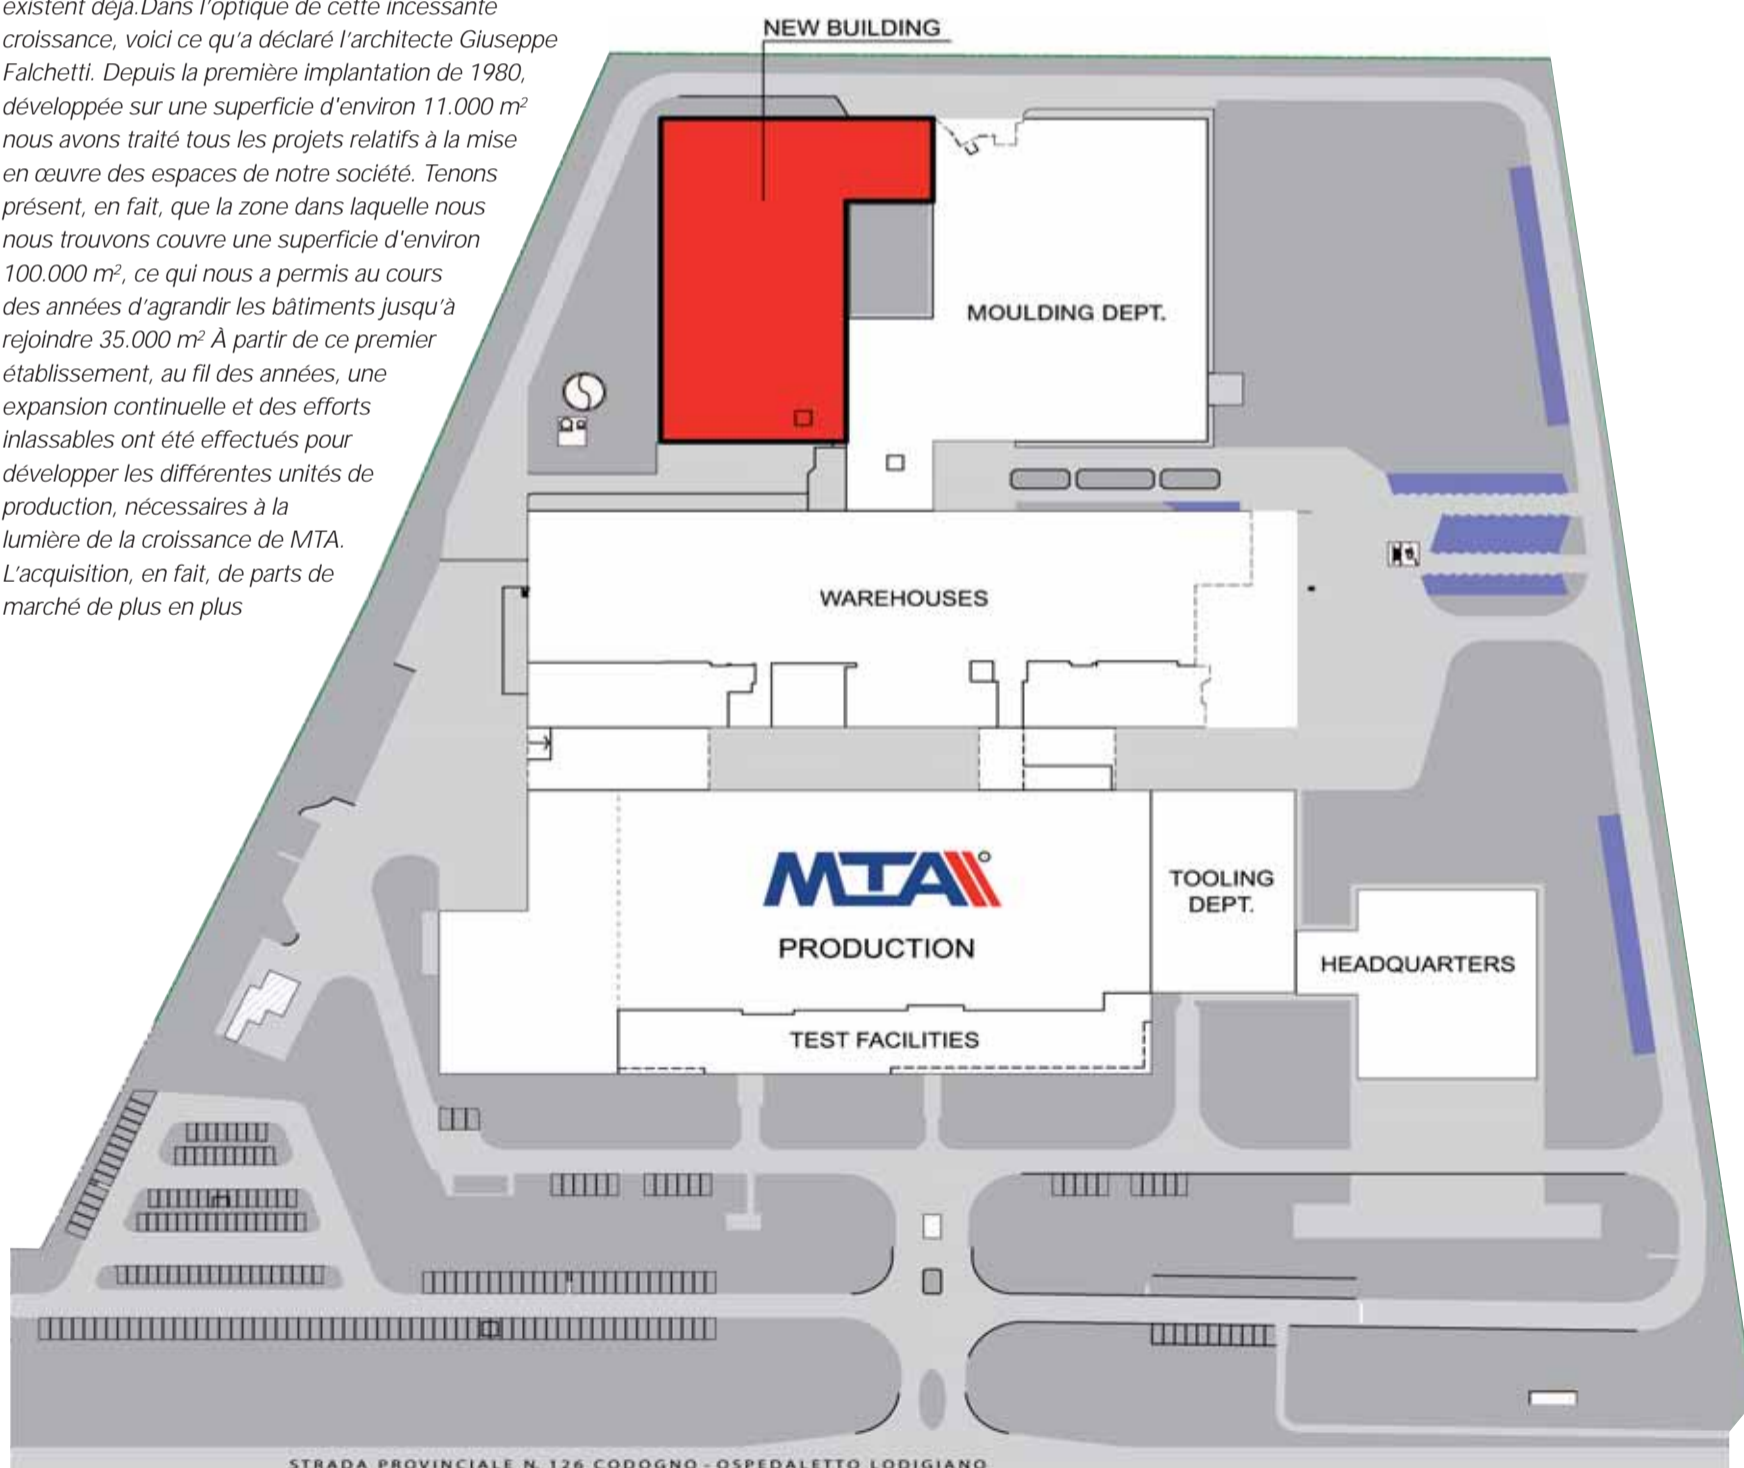 existent déjà.Dans l'optique de cette incessante
croissance, voici ce qu'a déclaré l'architecte Giuseppe
Falchetti. Depuis la première implantation de 1980,
développée sur une superficie d'environ 11.000 m²
nous avons traité tous les projets relatifs à la mise
en œuvre des espaces de notre société. Tenons
présent, en fait, que la zone dans laquelle nous
nous trouvons couvre une superficie d'environ
100.000 m², ce qui nous a permis au cours
des années d'agrandir les bâtiments jusqu'à
rejoindre 35.000 m² À partir de ce premier
établissement, au fil des années, une
expansion continuelle et des efforts
inlassables ont été effectués pour
développer les différentes unités de
production, nécessaires à la
lumière de la croissance de MTA.
L'acquisition, en fait, de parts de
marché de plus en plus
NEW BUILDING
MOULDING DEPT.
WAREHOUSES
MTA
PRODUCTION
TOOLING
DEPT.
HEADQUARTERS
TEST FACILITIES
STRADA PROVINCIALE N. 126 CODOGNO - OSPEDALETTO LODIGIANO